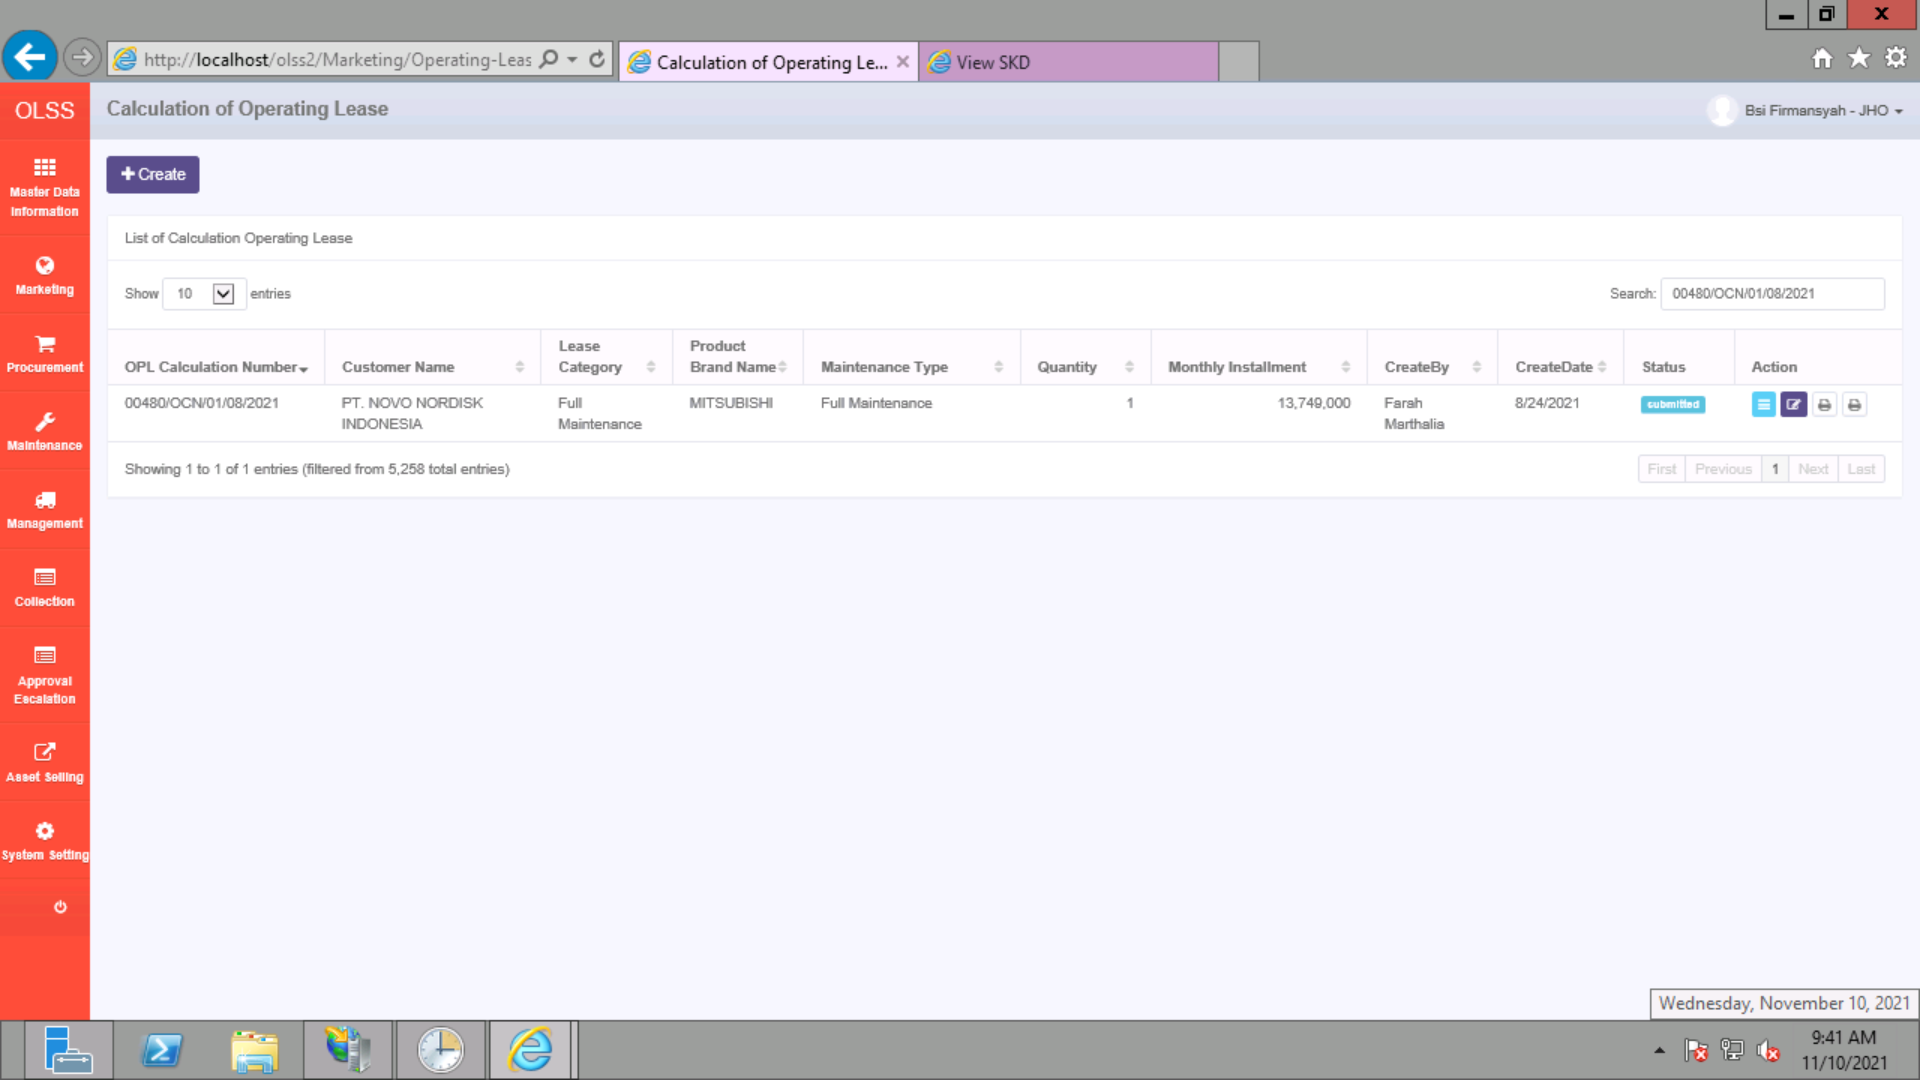 http://localhost/olss2/Marketing/Operating-Leas
Calculation of Operating Le...
View SKD
OLSS
Calculation of Operating Lease
Bsi Firmansyah - JHO
Master Data
Information
Marketing
Procurement
Maintenance
Management
Collection
Approval
Escalation
Asset Selling
System Setting
Create
List of Calculation Operating Lease
Show 10 entries
Search: 00480/OCN/01/08/2021
OPL Calculation Number
Customer Name
Lease
Category
Product
Brand Name
Maintenance Type
Quantity
Monthly Installment
CreateBy
CreateDate
Status
Action
00480/OCN/01/08/2021
PT. NOVO NORDISK
INDONESIA
Full
Maintenance
MITSUBISHI
Full Maintenance
1
13,749,000
Farah
Marthalia
8/24/2021
submitted
Showing 1 to 1 of 1 entries (filtered from 5,258 total entries)
First Previous 1 Next Last
Wednesday, November 10, 2021
9:41 AM
11/10/2021